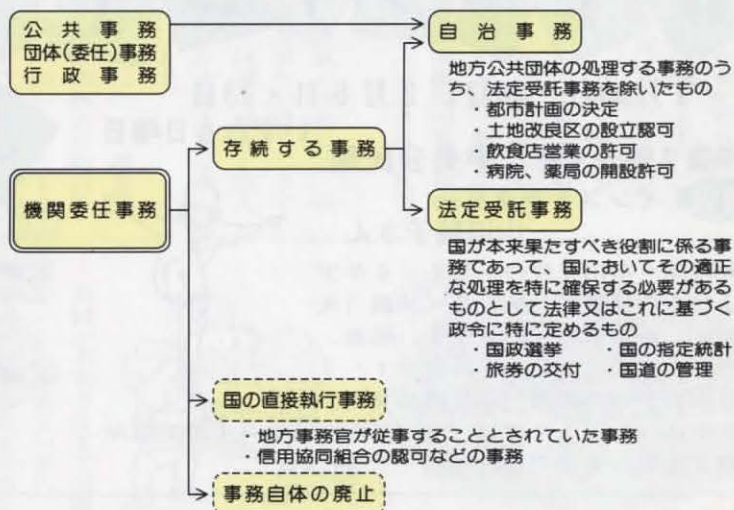 公共事務
団体(委任)事務
行政事務
自治事務
地方公共団体の処理する事務のう
ち、法定受託事務を除いたもの
・都市計画の決定
・土地改良区の設立認可
・飲食店営業の許可
・病院、薬局の開設許可
存続する事務
機関委任事務
法定受託事務
国が本来果たすべき役割に係る事
務であって、国においてその適正
な処理を特に確保する必要がある
ものとして法律又はこれに基づく
政令に特に定めるもの
・国政選挙 ・国の指定統計
・旅券の交付 ・国道の管理
国の直接執行事務
・地方事務官が従事することとされていた事務
・信用協同組合の認可などの事務
事務自体の廃止